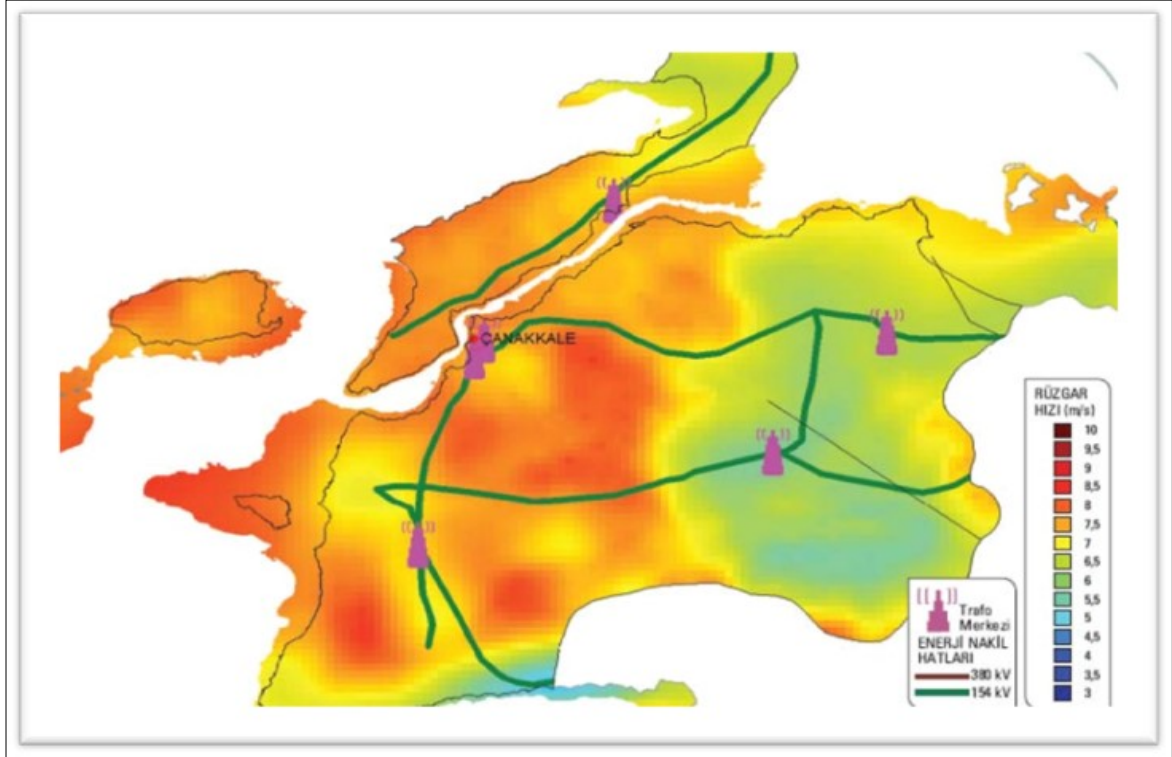 ÇANAKKALE
RÜZGAR
HIZI (m/s)
10
9,5
9
8,5
8
7,5
7
6,5
6
5,5
5
4,5
4
3,5
3
Trafo
Merkezi
ENERJİ NAKİL
HATLARI
380 kV
154 kV